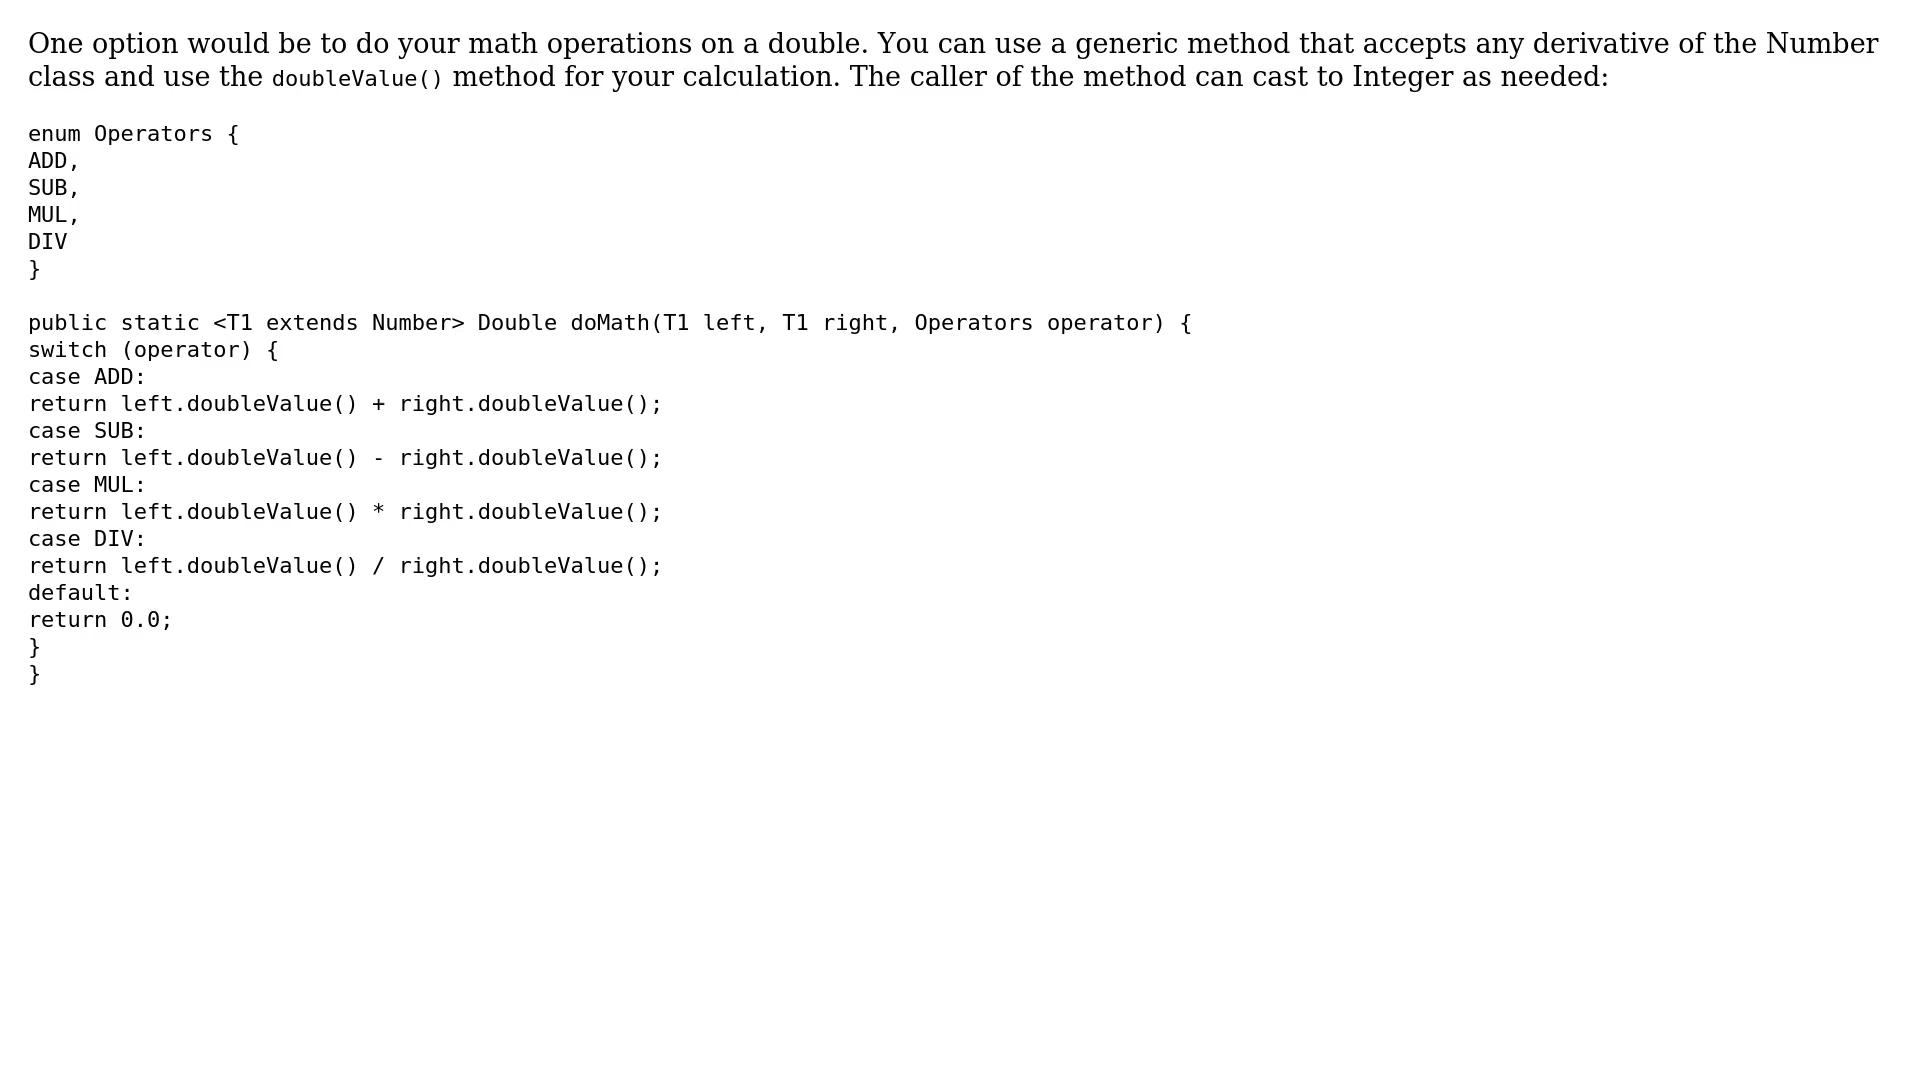 One option would be to do your math operations on a double. You can use a generic method that accepts any derivative of the Number
class and use the doubleValue() method for your calculation. The caller of the method can cast to Integer as needed:
enum Operators {
ADD,
SUB,
MUL,
DIV
}
public static <T1 extends Number> Double doMath(T1 left, T1 right, Operators operator) {
switch (operator) {
case ADD:
return left.doubleValue() + right.doubleValue();
case SUB:
return left.doubleValue() - right.doubleValue();
case MUL:
return left.doubleValue() * right.doubleValue();
case DIV:
return left.doubleValue() / right.doubleValue();
default:
return 0.0;
}
}